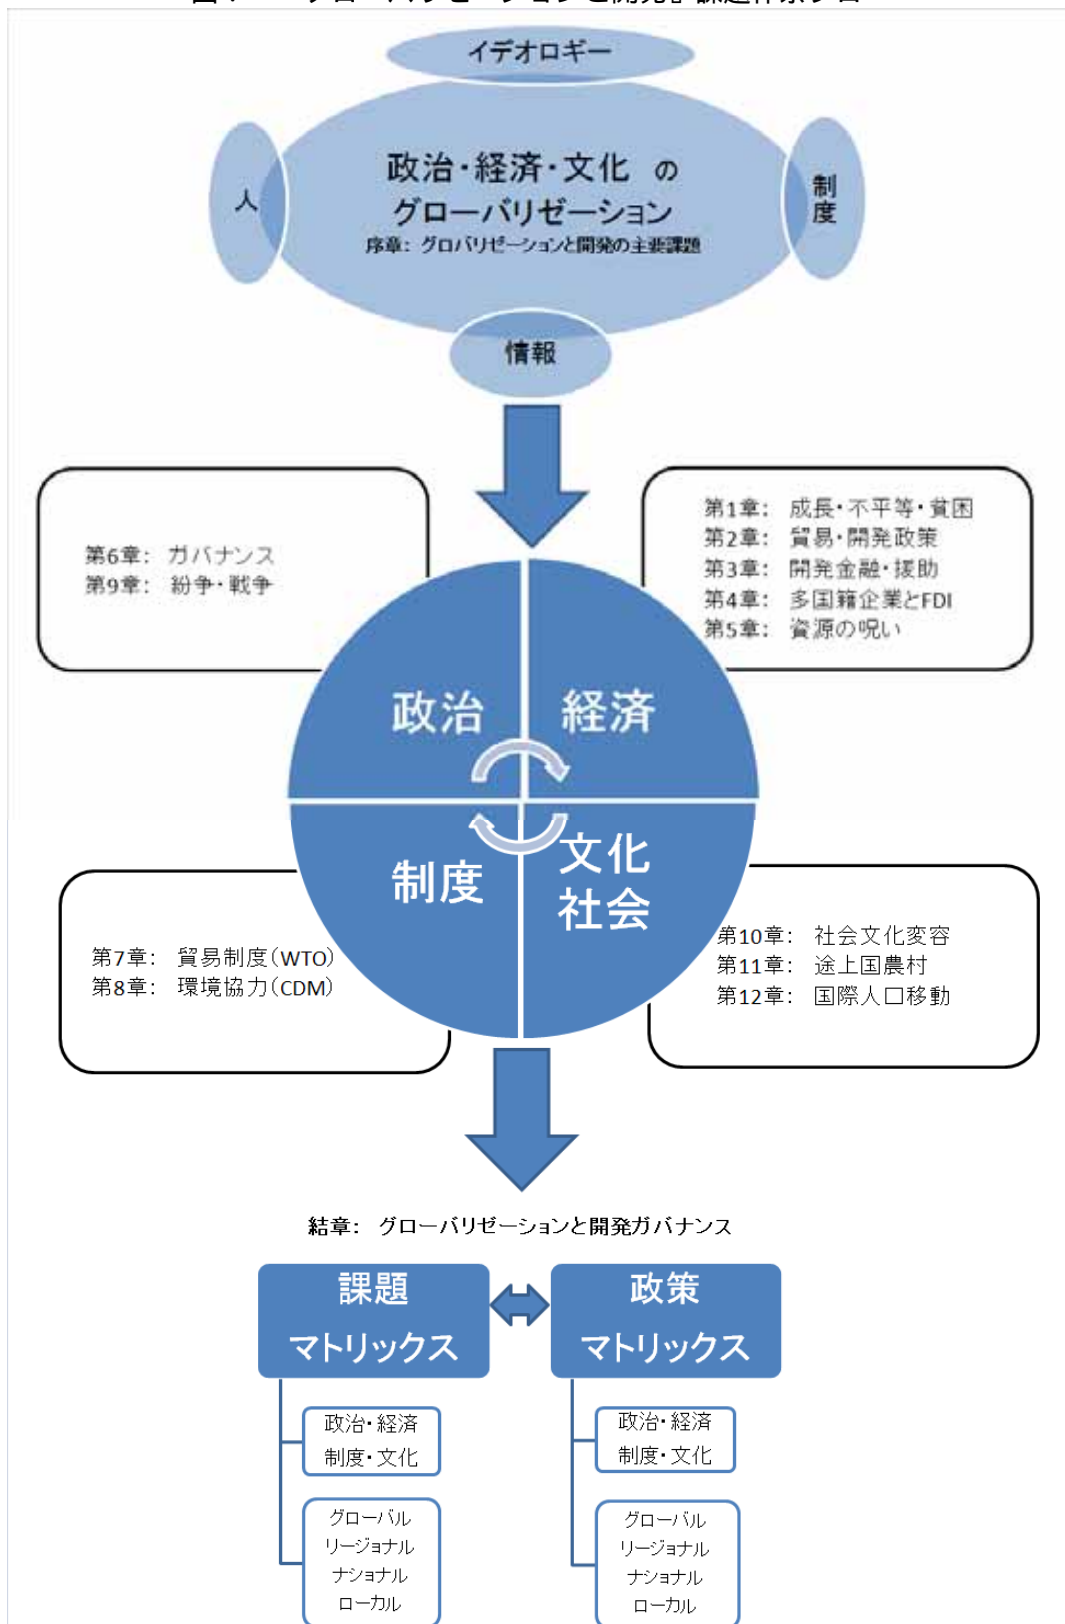 イデオロギー
政治・経済・文化 の
グローバリゼーション
序章: グロバリゼーションと開発の主要課題
人
制度
情報
第6章: ガバナンス
第9章: 紛争・戦争
第1章: 成長・不平等・貧困
第2章: 貿易・開発政策
第3章: 開発金融・援助
第4章: 多国籍企業とFDI
第5章: 資源の呪い
政治
経済
制度
文化
社会
第7章: 貿易制度(WTO)
第8章: 環境協力(CDM)
第10章: 社会文化変容
第11章: 途上国農村
第12章: 国際人口移動
結章: グローバリゼーションと開発ガバナンス
課題
マトリックス
政策
マトリックス
政治・経済
制度・文化
グローバル
リージョナル
ナショナル
ローカル
政治・経済
制度・文化
グローバル
リージョナル
ナショナル
ローカル